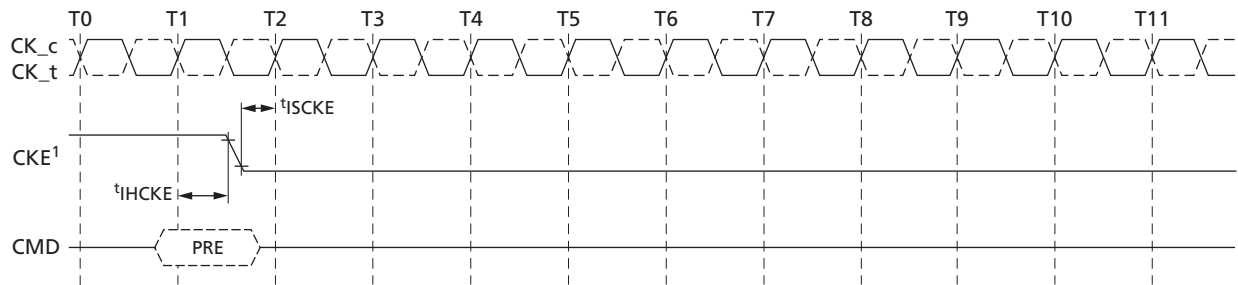 T0 T1 T2 T3 T4 T5 T6 T7 T8 T9 T10 T11
CK_c
CK_t
tISCKE
CKE1
tIHCKE
CMD PRE